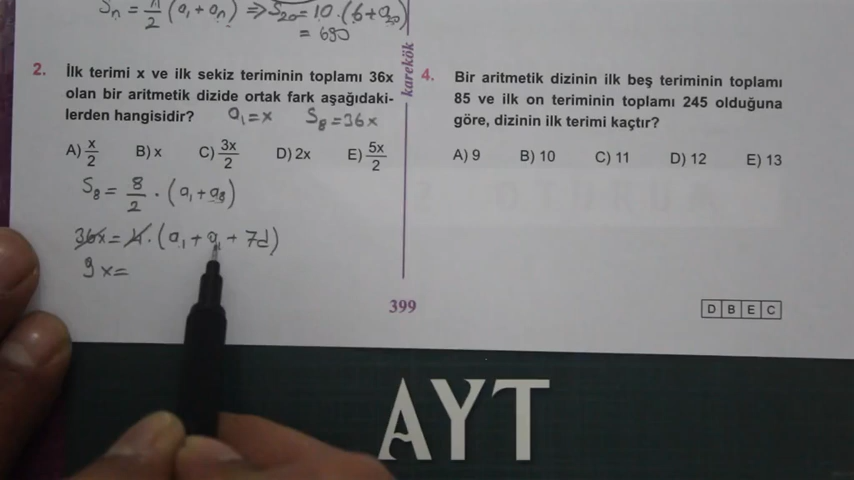 Sn = n/2 (a₁ + an) ⇒ S₂₀ = 10 . (6 + a₂₀)
= 690
2. İlk terimi x ve ilk sekiz teriminin toplamı 36x
olan bir aritmetik dizide ortak fark aşağıdaki-
lerden hangisidir? a₁ = x S₈ = 36x
A) x/2 B) x C) 3x/2 D) 2x E) 5x/2
S₈ = 8/2 . (a₁ + a₈)
36x = 4 . (a₁ + a₁ + 7d)
9x =
karekök
4. Bir aritmetik dizinin ilk beş teriminin toplamı
85 ve ilk on teriminin toplamı 245 olduğuna
göre, dizinin ilk terimi kaçtır?
A) 9 B) 10 C) 11 D) 12 E) 13
399
D B E C
AYT